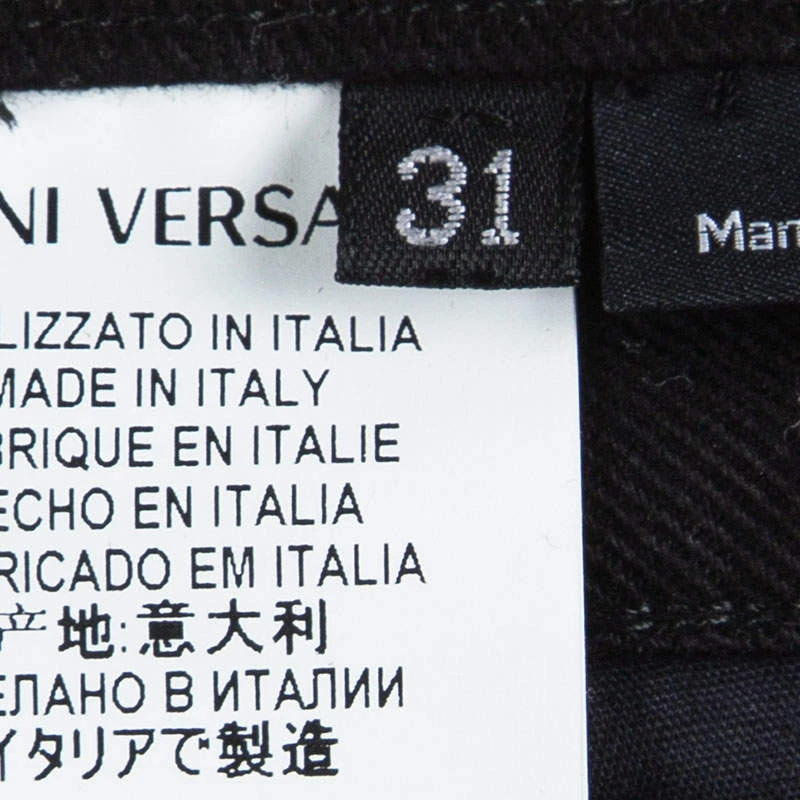 NI VERSA
31
Man
LIZZATO IN ITALIA
MADE IN ITALY
BRIQUE EN ITALIE
ECHO EN ITALIA
RICADO EM ITALIA
产地:意大利
ЕЛАНО В ИТАЛИИ
イタリアで製造